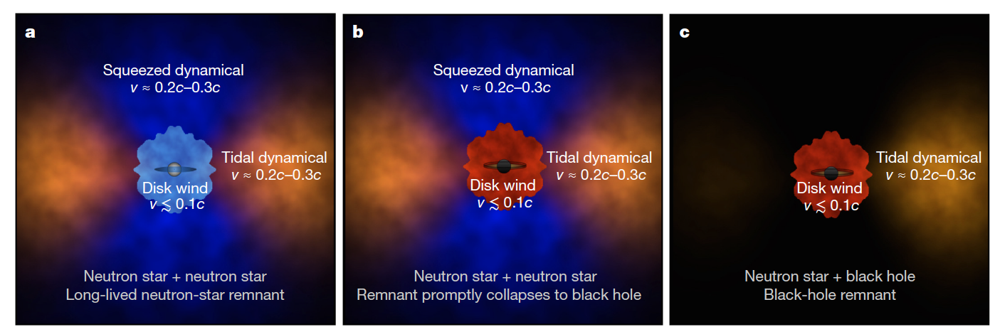 a
Squeezed dynamical
v ≈ 0.2c–0.3c
Tidal dynamical
v ≈ 0.2c–0.3c
Disk wind
v ≲ 0.1c
Neutron star + neutron star
Long-lived neutron-star remnant
b
Squeezed dynamical
v ≈ 0.2c–0.3c
Tidal dynamical
v ≈ 0.2c–0.3c
Disk wind
v ≲ 0.1c
Neutron star + neutron star
Remnant promptly collapses to black hole
c
Tidal dynamical
v ≈ 0.2c–0.3c
Disk wind
v ≲ 0.1c
Neutron star + black hole
Black-hole remnant